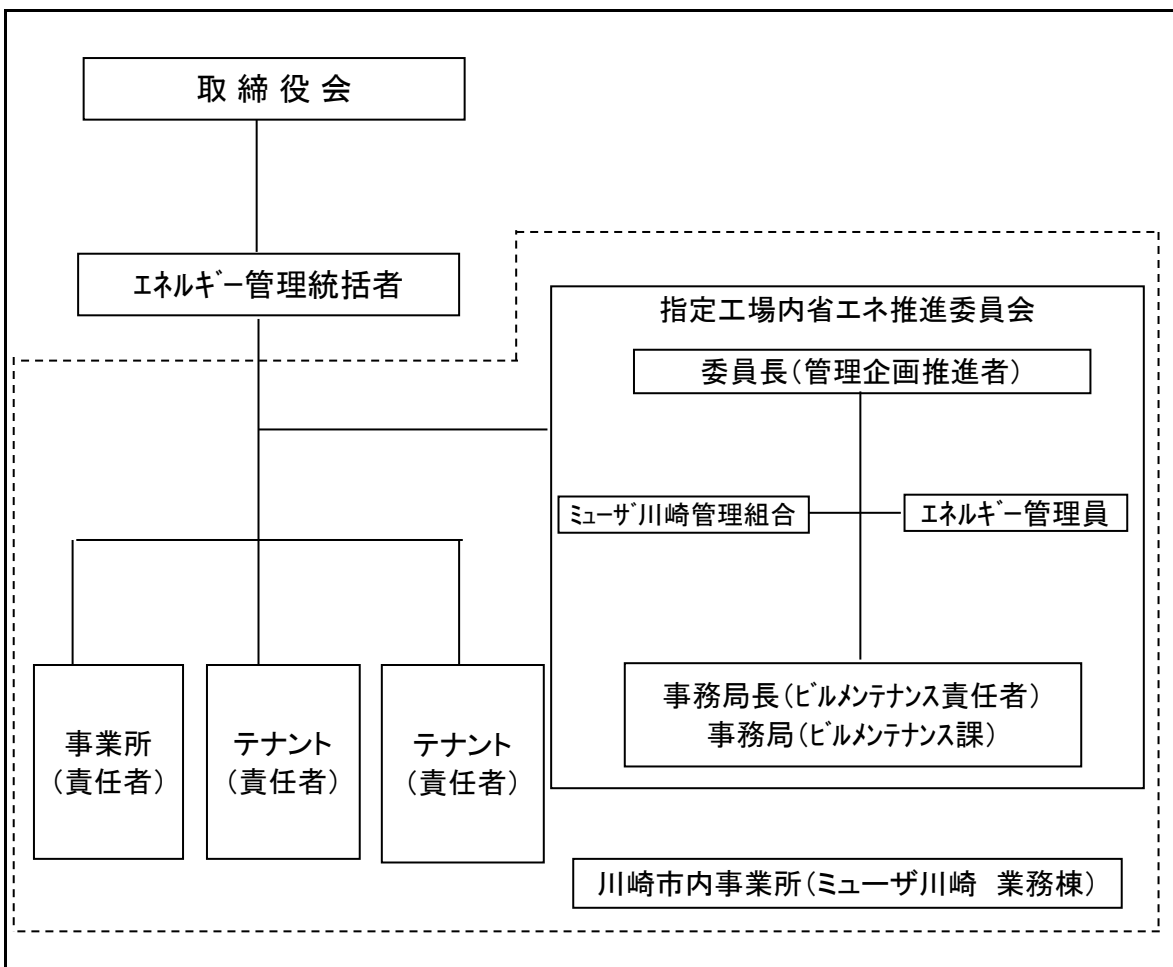 取 締 役 会
ｴﾈﾙｷﾞｰ管理統括者
指定工場内省エネ推進委員会
委員長(管理企画推進者)
ﾐｭｰｻﾞ川崎管理組合
ｴﾈﾙｷﾞｰ管理員
事務局長(ﾋﾞﾙﾒﾝﾃﾅﾝｽ責任者)
事務局(ﾋﾞﾙﾒﾝﾃﾅﾝｽ課)
事業所
(責任者)
テナント
(責任者)
テナント
(責任者)
川崎市内事業所(ミューザ川崎　業務棟)